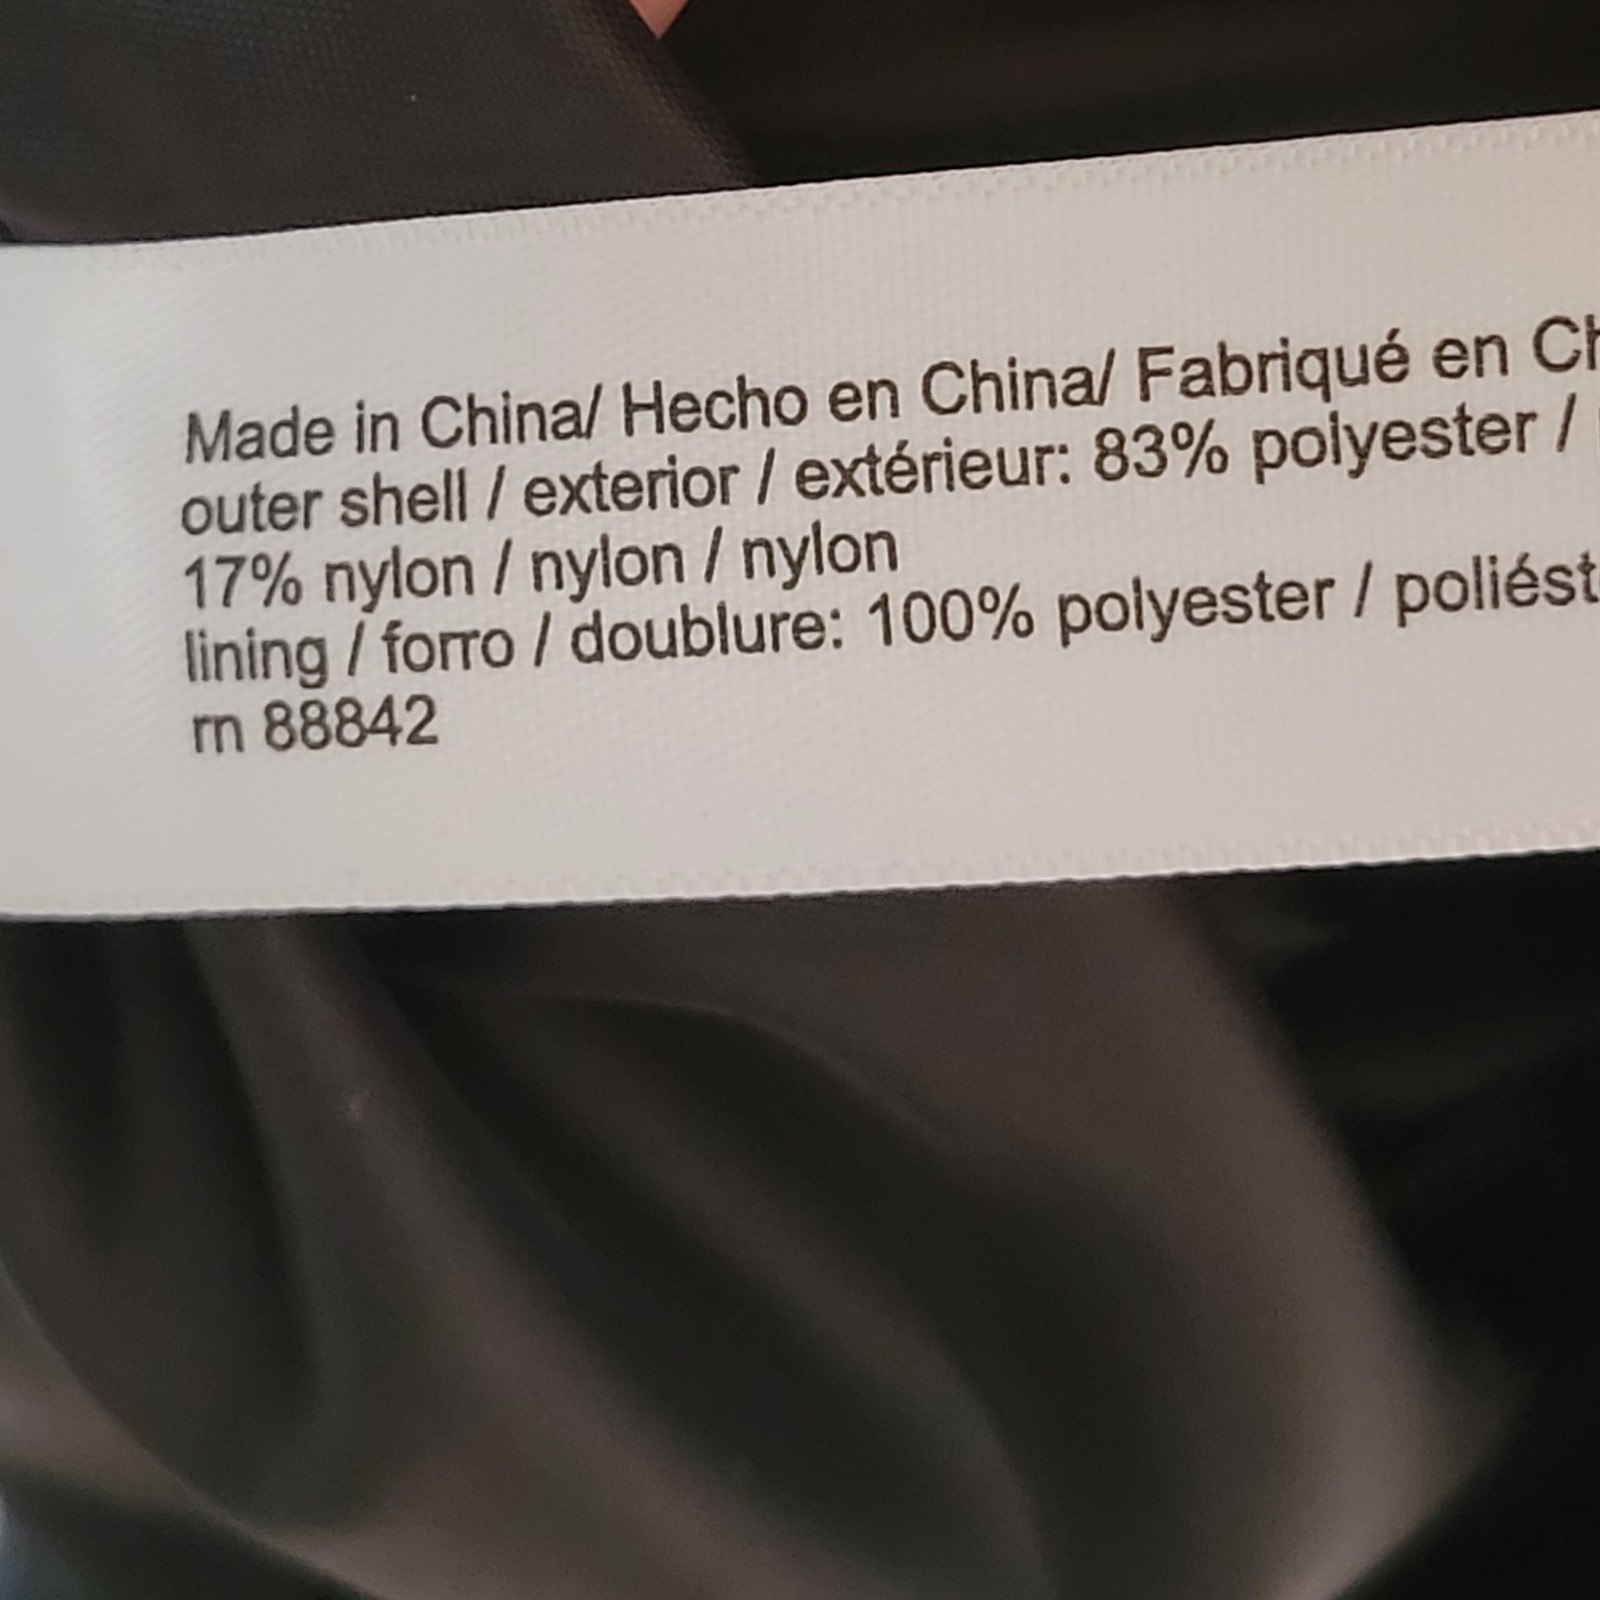 Made in China/ Hecho en China/ Fabriqué en
outer shell / exterior / extérieur: 83% polyester /
17% nylon / nylon / nylon
lining / forro / doublure: 100% polyester /
rn 88842